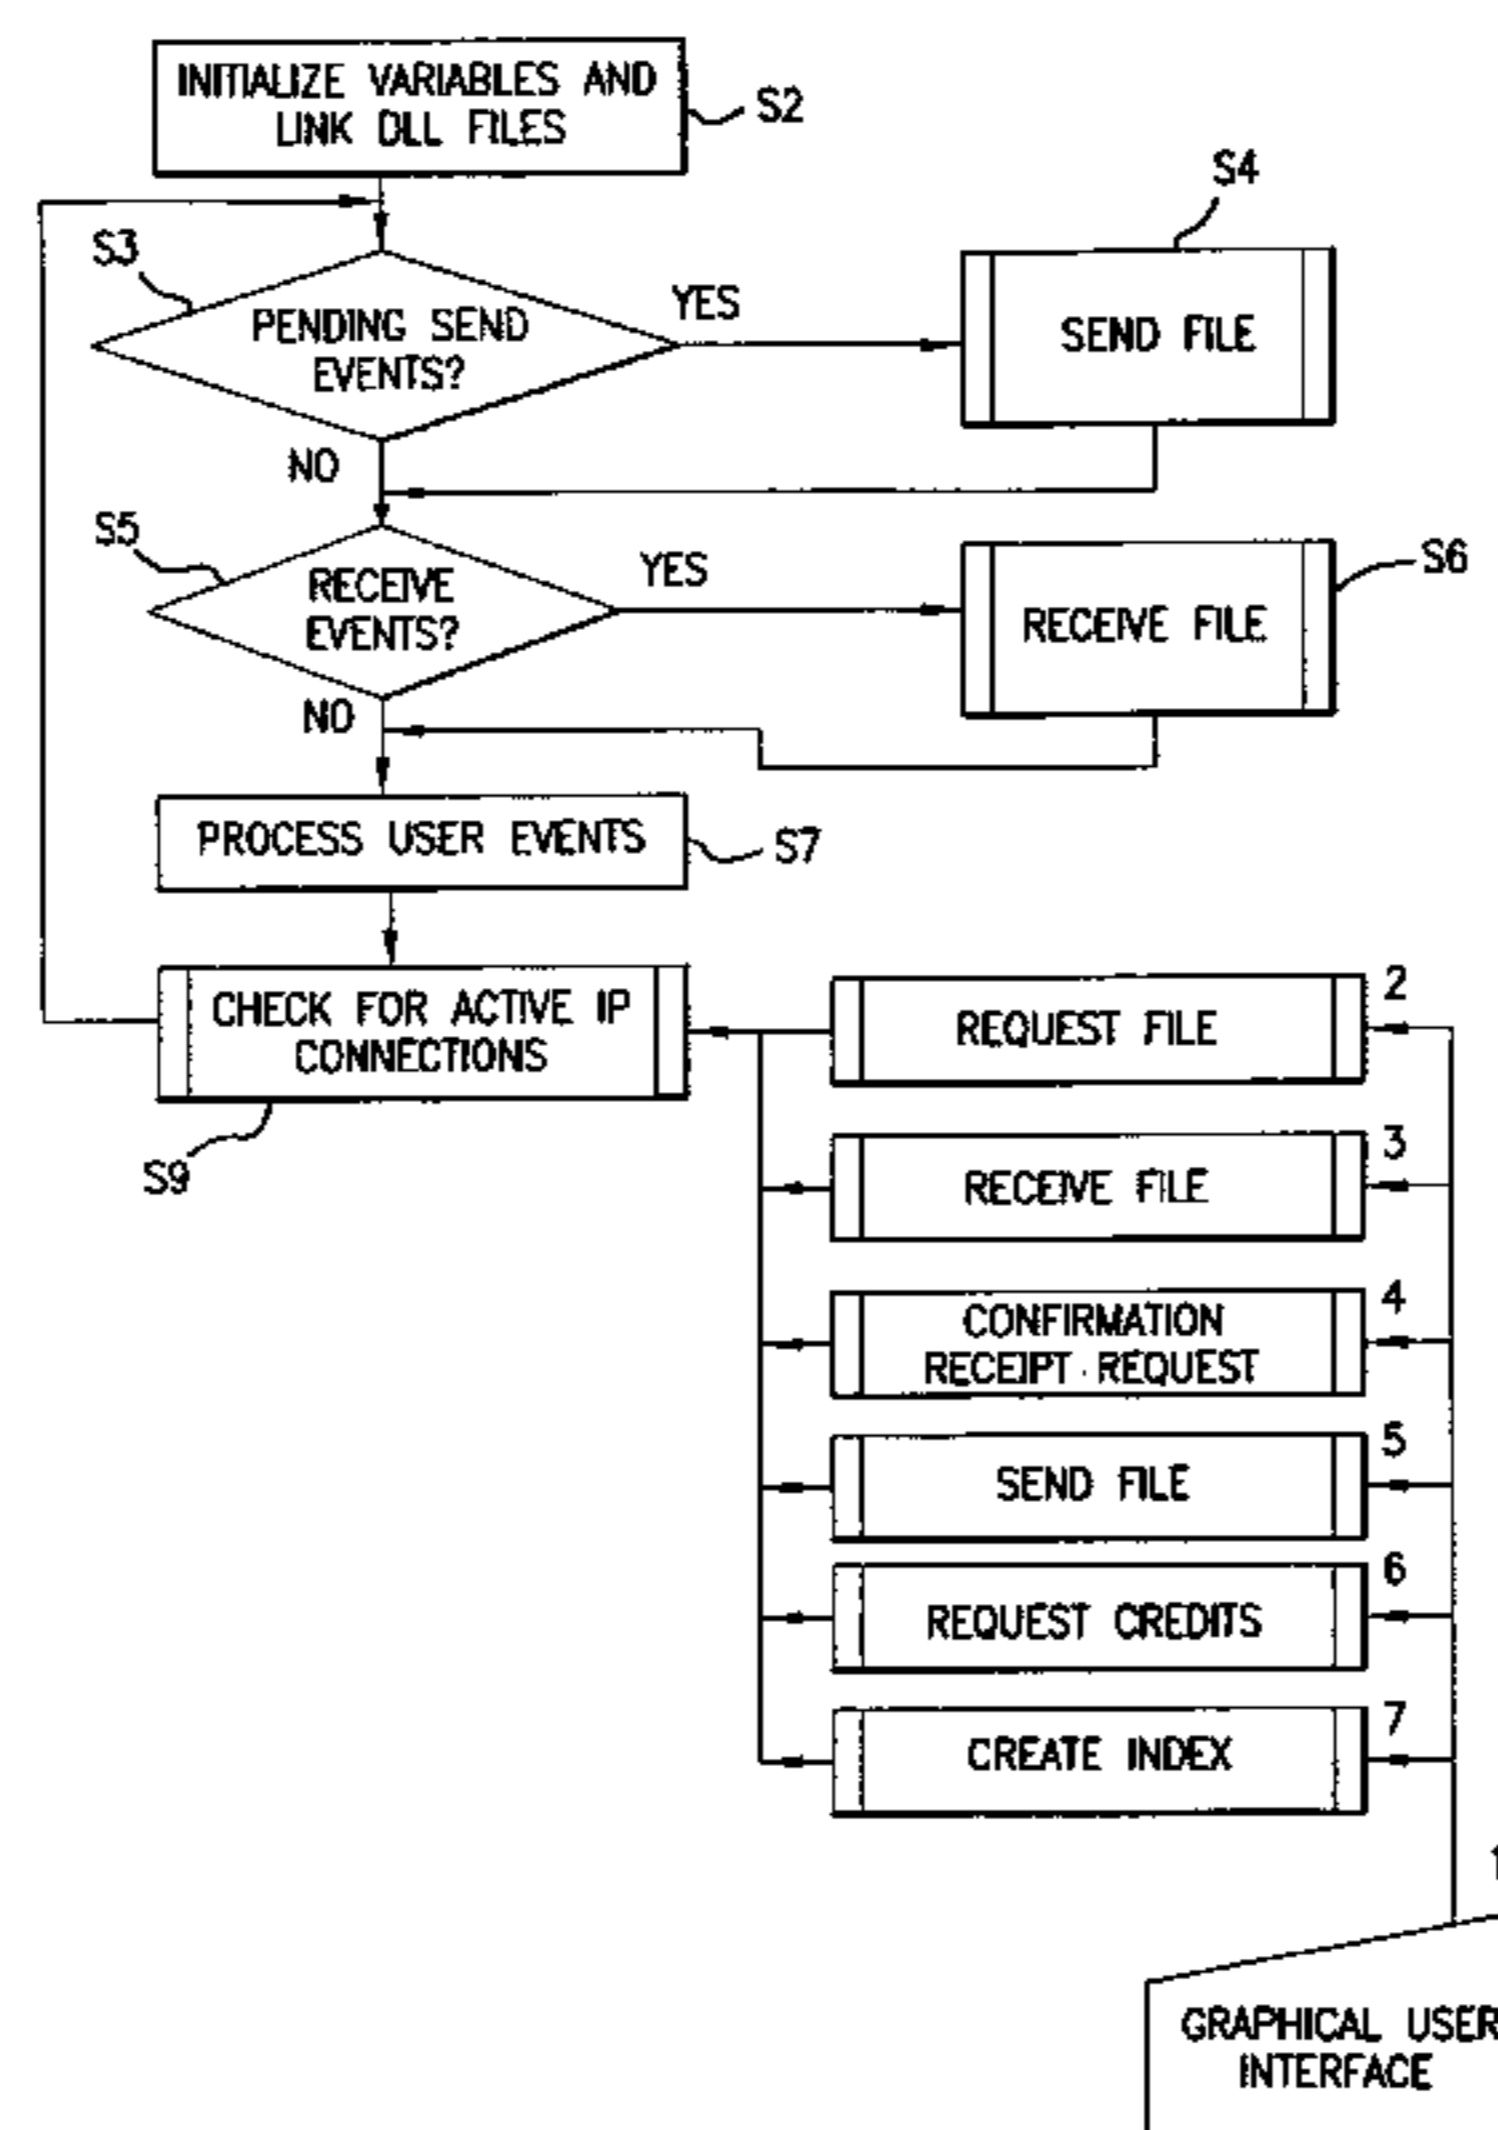 INITIALIZE VARIABLES AND
LINK DLL FILES
S2
S4
S3
PENDING SEND
EVENTS?
YES
SEND FILE
NO
S5
RECEIVE
EVENTS?
YES
RECEIVE FILE
S6
NO
PROCESS USER EVENTS
S7
CHECK FOR ACTIVE IP
CONNECTIONS
S9
2
REQUEST FILE
3
RECEIVE FILE
4
CONFIRMATION
RECEIPT REQUEST
5
SEND FILE
6
REQUEST CREDITS
7
CREATE INDEX
GRAPHICAL USER
INTERFACE